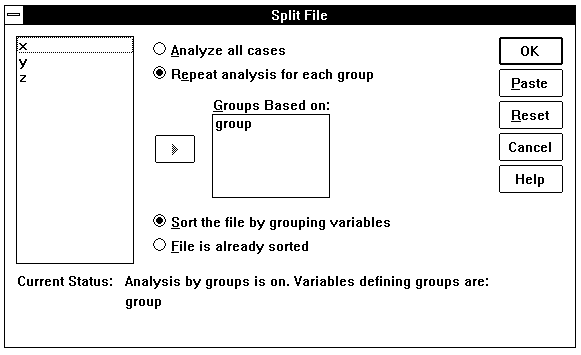 Split File
x
y
z
Analyze all cases
Repeat analysis for each group
Groups Based on:
group
Sort the file by grouping variables
File is already sorted
OK
Paste
Reset
Cancel
Help
Current Status: Analysis by groups is on. Variables defining groups are:
group